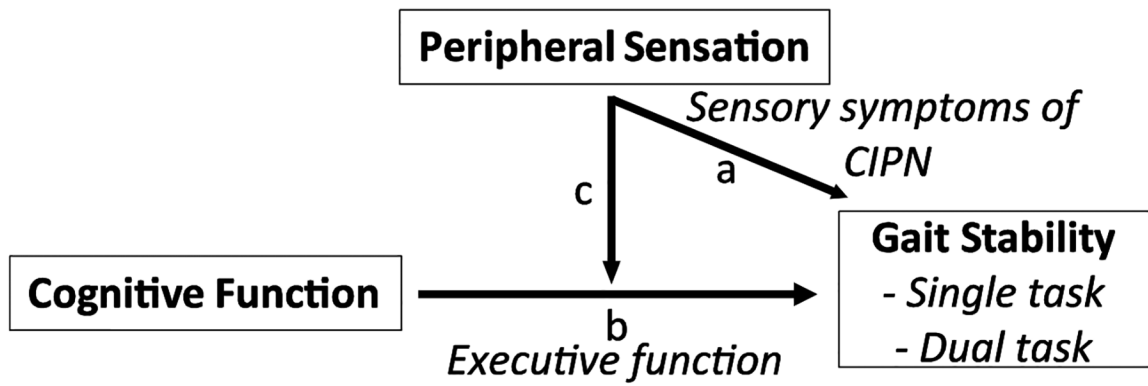 Peripheral Sensation
Sensory symptoms of
CIPN
a
c
Gait Stability
- Single task
- Dual task
Cognitive Function
b
Executive function